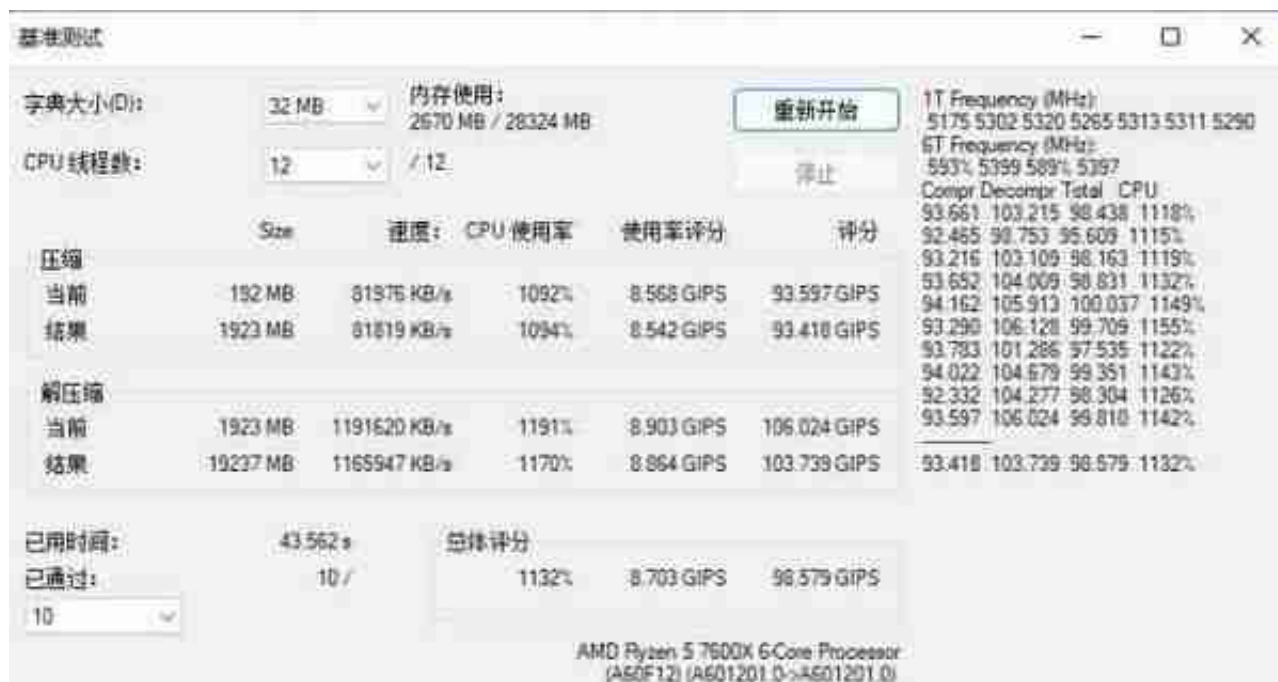 基准测试
字典大小(D): 32 MB 内存使用: 重新开始
2670 MB / 28324 MB
CPU 线程数: 12 / 12 停止
Size 速度: CPU 使用率 使用率评分 评分
压缩
当前 192 MB 81976 KB/s 1092% 8.568 GIPS 93.597 GIPS
结果 1923 MB 81819 KB/s 1094% 8.542 GIPS 93.418 GIPS
解压缩
当前 1923 MB 1191620 KB/s 1191% 8.903 GIPS 106.024 GIPS
结果 19237 MB 1165947 KB/s 1170% 8.864 GIPS 103.739 GIPS
已用时间: 43.562 s 总体评分
已通过: 10 / 1132% 8.703 GIPS 98.579 GIPS
10
AMD Ryzen 5 7600X 6-Core Processor
(A60F12) (A601201.0->A601201.0)
1T Frequency (MHz):
5175 5302 5320 5265 5313 5311 5290
6T Frequency (MHz):
593% 5399 589% 5397
Compr Decompr Total CPU
93.661 103.215 98.438 1118%
92.465 98.753 95.609 1115%
93.216 103.109 98.163 1119%
93.652 104.009 98.831 1132%
94.162 105.913 100.037 1149%
93.290 106.128 99.709 1155%
93.783 101.286 97.535 1122%
94.022 104.679 99.351 1143%
92.332 104.277 98.304 1126%
93.597 106.024 99.810 1142%
93.418 103.739 98.579 1132%